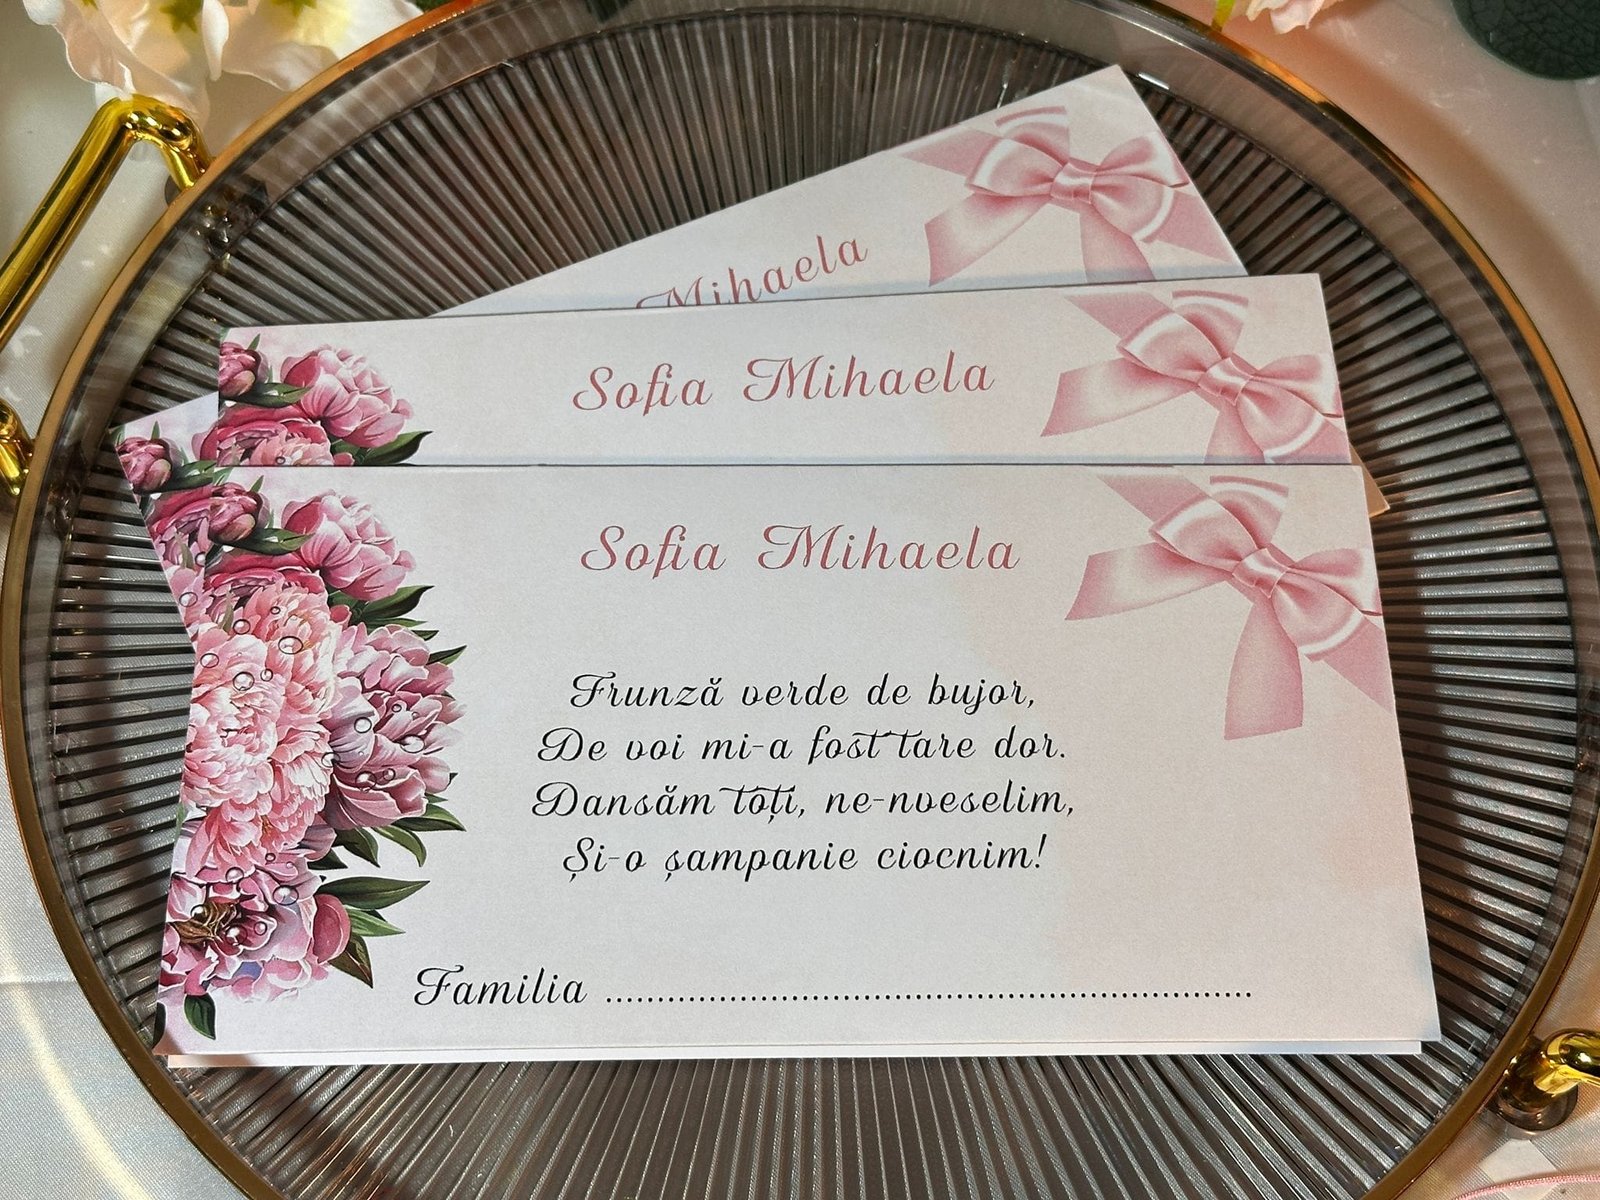 Mihaela
Sofia Mihaela
Sofia Mihaela
Frunză verde de bujor,
De voi mi-a fost tare dor.
Dansăm toți, ne-nveselim,
Și-o șampanie ciocnim!
Familia ................................................................